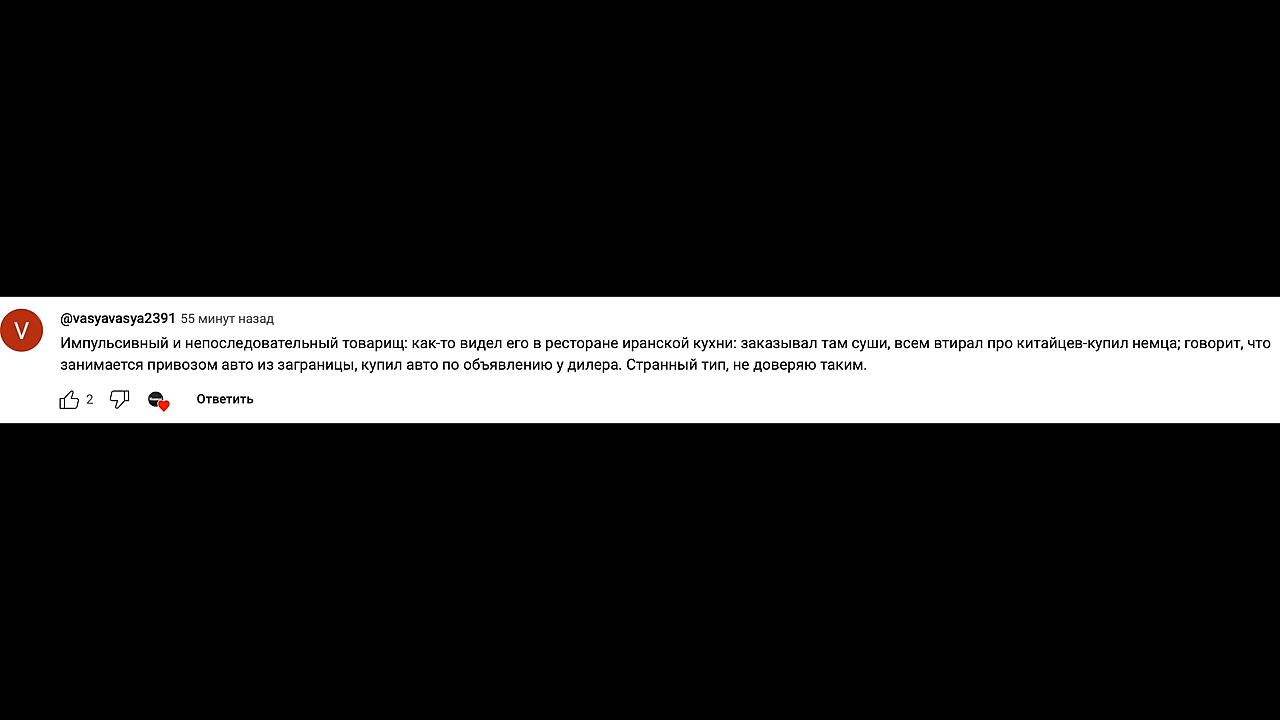 V
@vasyavasya2391 55 минут назад
Импульсивный и непоследовательный товарищ: как-то видел его в ресторане иранской кухни: заказывал там суши, всем втирал про китайцев-купил немца; говорит, что
занимается привозом авто из заграницы, купил авто по объявлению у дилера. Странный тип, не доверяю таким.
2 Ответить